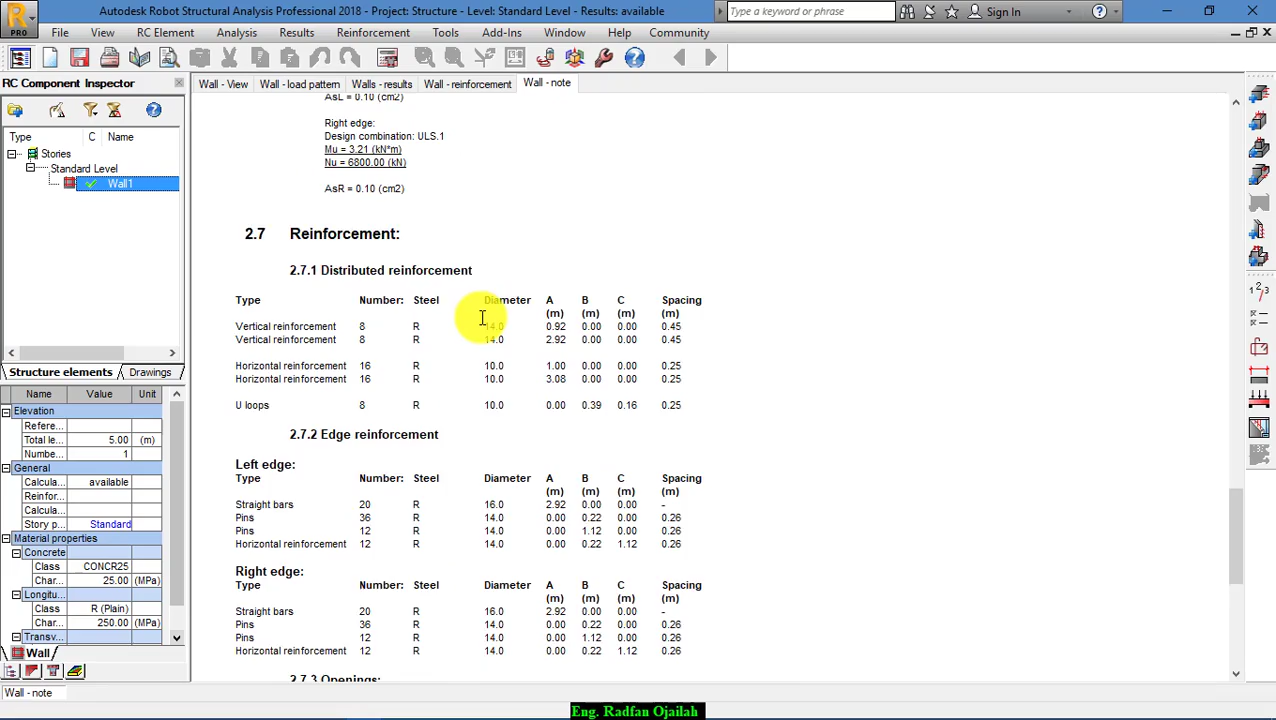 Autodesk Robot Structural Analysis Professional 2018 - Project: Structure - Level: Standard Level - Results: available
Type a keyword or phrase
Sign In
PRO
File View RC Element Analysis Results Reinforcement Tools Add-Ins Window Help Community
RC Component Inspector
Type C Name
Stories
Standard Level
Wall1
Structure elements Drawings
Name Value Unit
Elevation
Refere...
Total le... 5.00 (m)
Numbe... 1
General
Calcula... available
Reinfor...
Calcula...
Story p... Standard
Material properties
Concrete
Class CONCR25
Char... 25.00 (MPa)
Longitu...
Class R (Plain)
Char... 250.00 (MPa)
Transv...
Wall
Wall - View Wall - load pattern Walls - results Wall - reinforcement Wall - note
AsL = 0.10 (cm2)
Right edge:
Design combination: ULS.1
Mu = 3.21 (kN*m)
Nu = 6800.00 (kN)
AsR = 0.10 (cm2)
2.7 Reinforcement:
2.7.1 Distributed reinforcement
Type Number: Steel Diameter A B C Spacing
(m) (m) (m) (m)
Vertical reinforcement 8 R 14.0 0.92 0.00 0.00 0.45
Vertical reinforcement 8 R 14.0 2.92 0.00 0.00 0.45
Horizontal reinforcement 16 R 10.0 1.00 0.00 0.00 0.25
Horizontal reinforcement 16 R 10.0 3.08 0.00 0.00 0.25
U loops 8 R 10.0 0.00 0.39 0.16 0.25
2.7.2 Edge reinforcement
Left edge:
Type Number: Steel Diameter A B C Spacing
(m) (m) (m) (m)
Straight bars 20 R 16.0 2.92 0.00 0.00 -
Pins 36 R 14.0 0.00 0.22 0.00 0.26
Pins 12 R 14.0 0.00 1.12 0.00 0.26
Horizontal reinforcement 12 R 14.0 0.00 0.22 1.12 0.26
Right edge:
Type Number: Steel Diameter A B C Spacing
(m) (m) (m) (m)
Straight bars 20 R 16.0 2.92 0.00 0.00 -
Pins 36 R 14.0 0.00 0.22 0.00 0.26
Pins 12 R 14.0 0.00 1.12 0.00 0.26
Horizontal reinforcement 12 R 14.0 0.00 0.22 1.12 0.26
2.7.3 Openings:
Wall - note
Eng. Radfan Ojailah